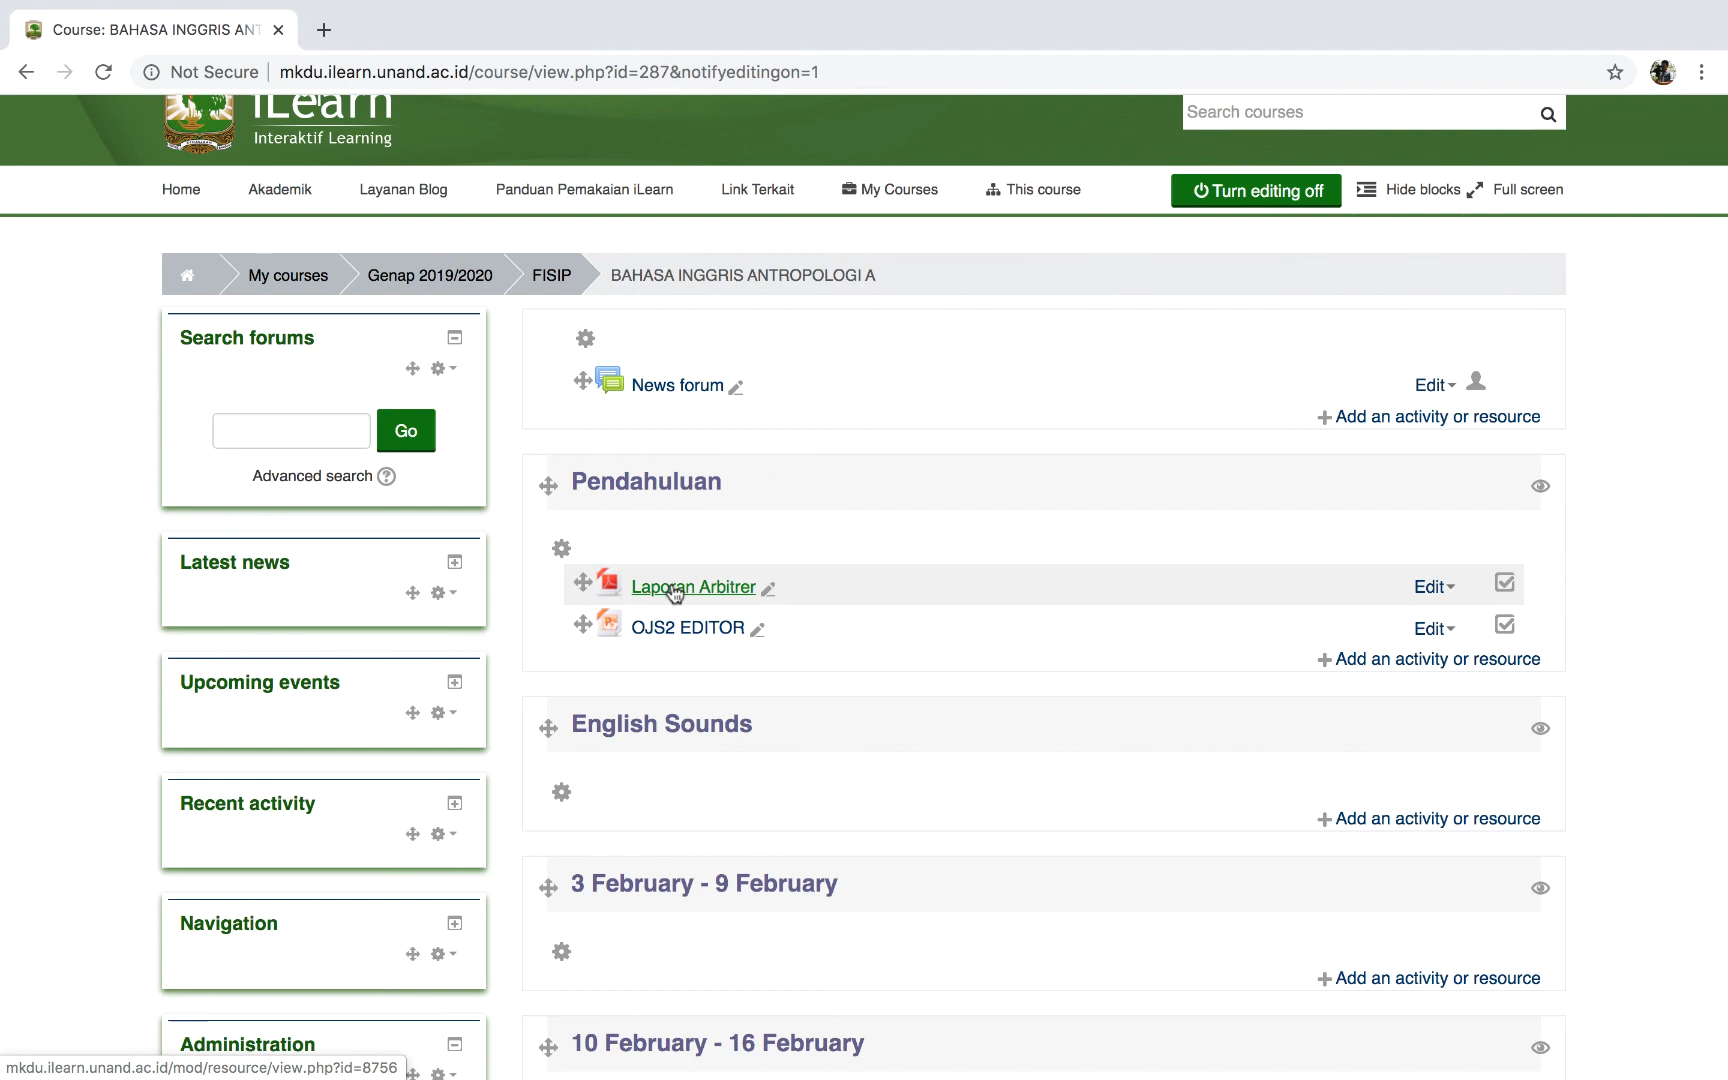 Course: BAHASA INGGRIS ANT
Not Secure
mkdu.ilearn.unand.ac.id/course/view.php?id=287&notifyeditingon=1
iLearn
Interaktif Learning
Search courses
Home
Akademik
Layanan Blog
Panduan Pemakaian iLearn
Link Terkait
My Courses
This course
Turn editing off
Hide blocks
Full screen
My courses
Genap 2019/2020
FISIP
BAHASA INGGRIS ANTROPOLOGI A
Search forums
Go
Advanced search
Latest news
Upcoming events
Recent activity
Navigation
Administration
News forum
Edit
Add an activity or resource
Pendahuluan
Laporan Arbitrer
Edit
OJS2 EDITOR
Edit
Add an activity or resource
English Sounds
Add an activity or resource
3 February - 9 February
Add an activity or resource
10 February - 16 February
mkdu.ilearn.unand.ac.id/mod/resource/view.php?id=8756